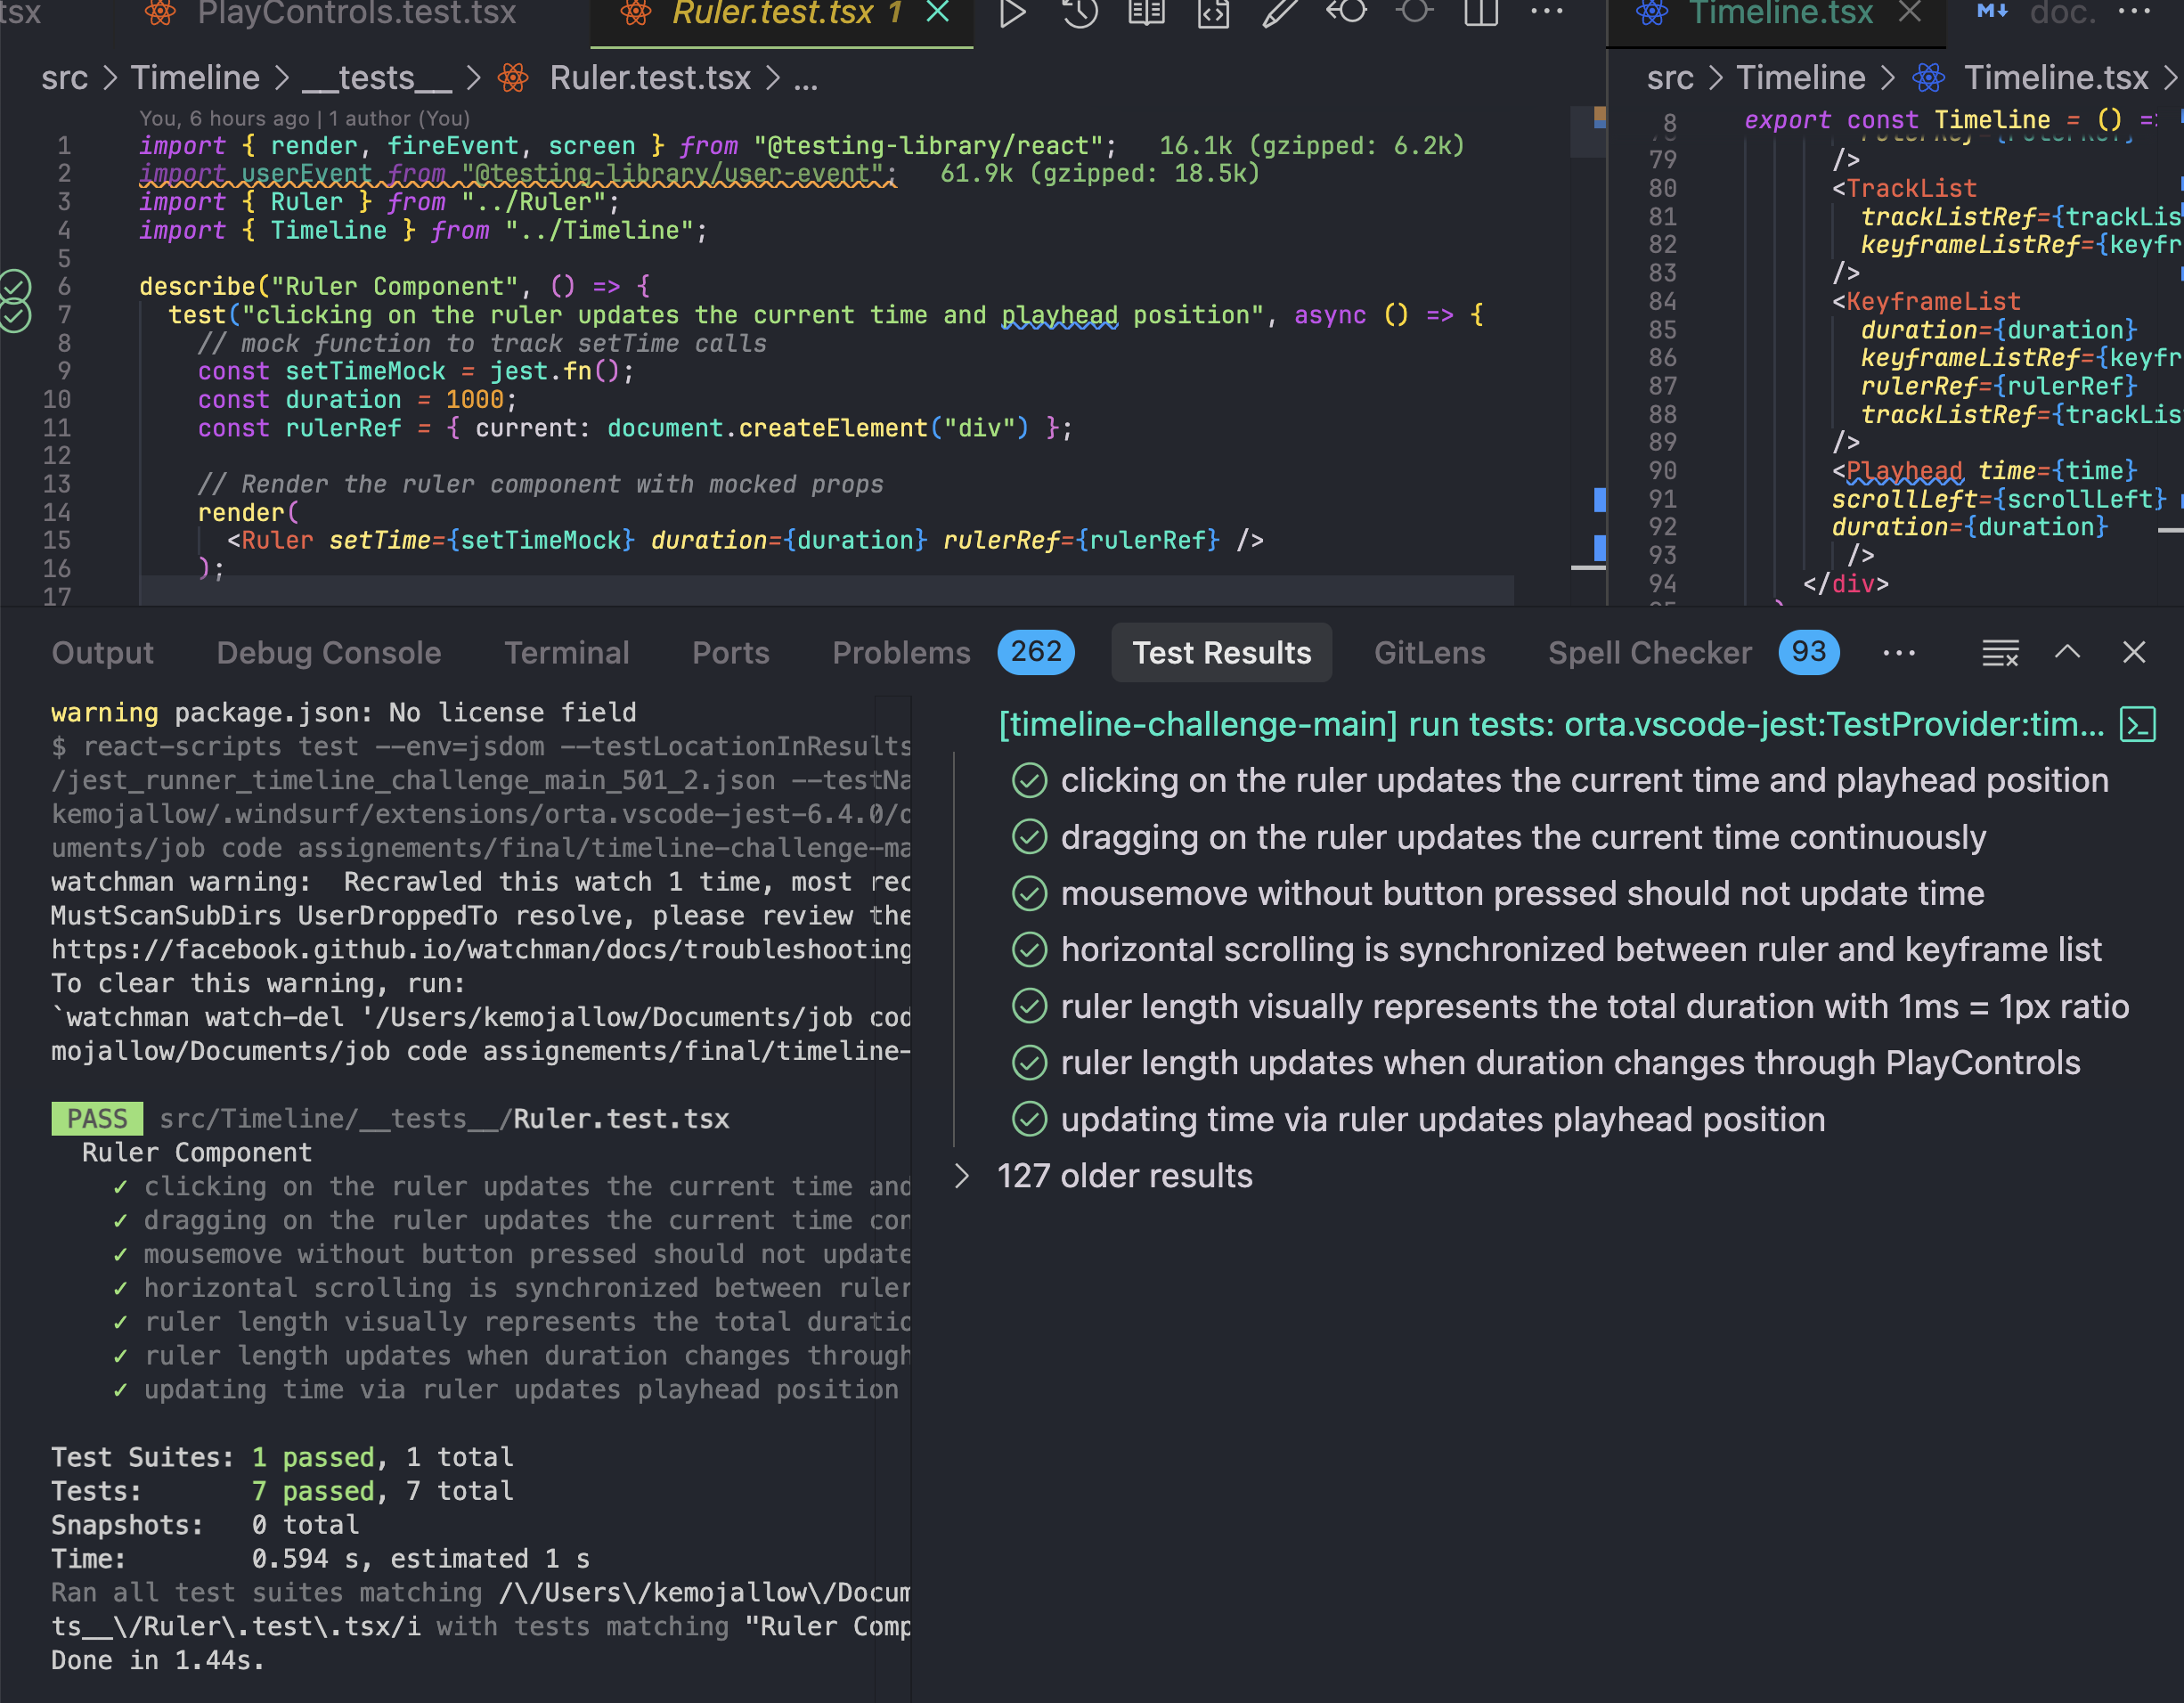 tsx PlayControls.test.tsx Ruler.test.tsx 1
src > Timeline > __tests__ > Ruler.test.tsx > ...
You, 6 hours ago | 1 author (You)
1 import { render, fireEvent, screen } from "@testing-library/react"; 16.1k (gzipped: 6.2k)
2 import userEvent from "@testing-library/user-event"; 61.9k (gzipped: 18.5k)
3 import { Ruler } from "../Ruler";
4 import { Timeline } from "../Timeline";
5
6 describe("Ruler Component", () => {
7 test("clicking on the ruler updates the current time and playhead position", async () => {
8 // mock function to track setTime calls
9 const setTimeMock = jest.fn();
10 const duration = 1000;
11 const rulerRef = { current: document.createElement("div") };
12
13 // Render the ruler component with mocked props
14 render(
15 <Ruler setTime={setTimeMock} duration={duration} rulerRef={rulerRef} />
16 );
17
Timeline.tsx doc.
src > Timeline > Timeline.tsx >
8 export const Timeline = () =>
79 />
80 <TrackList
81 trackListRef={trackLis
82 keyframeListRef={keyfr
83 />
84 <KeyframeList
85 duration={duration}
86 keyframeListRef={keyfr
87 rulerRef={rulerRef}
88 trackListRef={trackLis
89 />
90 <Playhead time={time}
91 scrollLeft={scrollLeft}
92 duration={duration}
93 />
94 </div>
Output Debug Console Terminal Ports Problems 262 Test Results GitLens Spell Checker 93
warning package.json: No license field
$ react-scripts test --env=jsdom --testLocationInResults
/jest_runner_timeline_challenge_main_501_2.json --testNa
kemojallow/.windsurf/extensions/orta.vscode-jest-6.4.0/o
uments/job code assignements/final/timeline-challenge-ma
watchman warning: Recrawled this watch 1 time, most rec
MustScanSubDirs UserDroppedTo resolve, please review the
https://facebook.github.io/watchman/docs/troubleshooting
To clear this warning, run:
`watchman watch-del '/Users/kemojallow/Documents/job cod
mojallow/Documents/job code assignements/final/timeline-
PASS src/Timeline/__tests__/Ruler.test.tsx
Ruler Component
✓ clicking on the ruler updates the current time and
✓ dragging on the ruler updates the current time con
✓ mousemove without button pressed should not update
✓ horizontal scrolling is synchronized between ruler
✓ ruler length visually represents the total duratio
✓ ruler length updates when duration changes through
✓ updating time via ruler updates playhead position
Test Suites: 1 passed, 1 total
Tests: 7 passed, 7 total
Snapshots: 0 total
Time: 0.594 s, estimated 1 s
Ran all test suites matching /\/Users\/kemojallow\/Docum
ts__\/Ruler\.test\.tsx/i with tests matching "Ruler Comp
Done in 1.44s.
[timeline-challenge-main] run tests: orta.vscode-jest:TestProvider:tim...
clicking on the ruler updates the current time and playhead position
dragging on the ruler updates the current time continuously
mousemove without button pressed should not update time
horizontal scrolling is synchronized between ruler and keyframe list
ruler length visually represents the total duration with 1ms = 1px ratio
ruler length updates when duration changes through PlayControls
updating time via ruler updates playhead position
127 older results